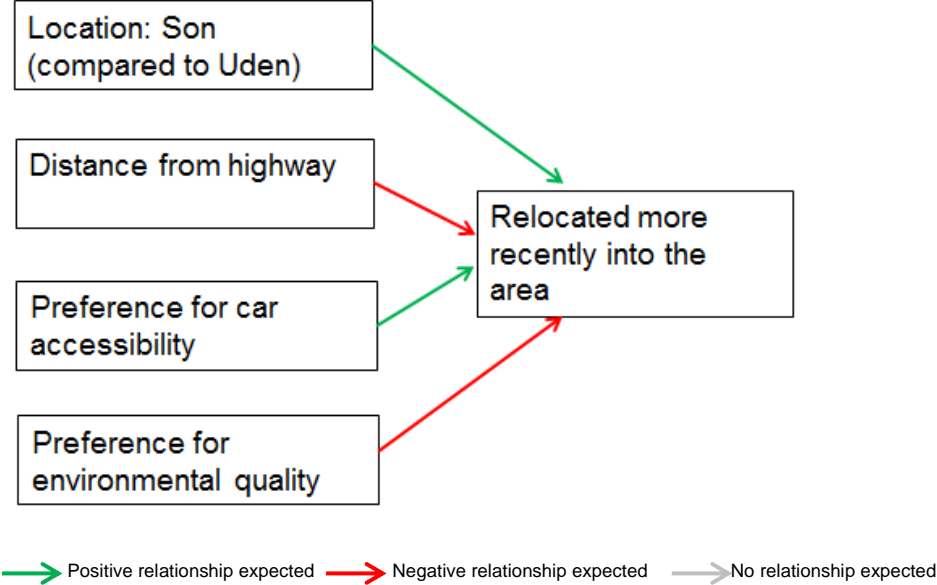 Location: Son
(compared to Uden)
Distance from highway
Relocated more
recently into the
area
Preference for car
accessibility
Preference for
environmental quality
Positive relationship expected
Negative relationship expected
No relationship expected